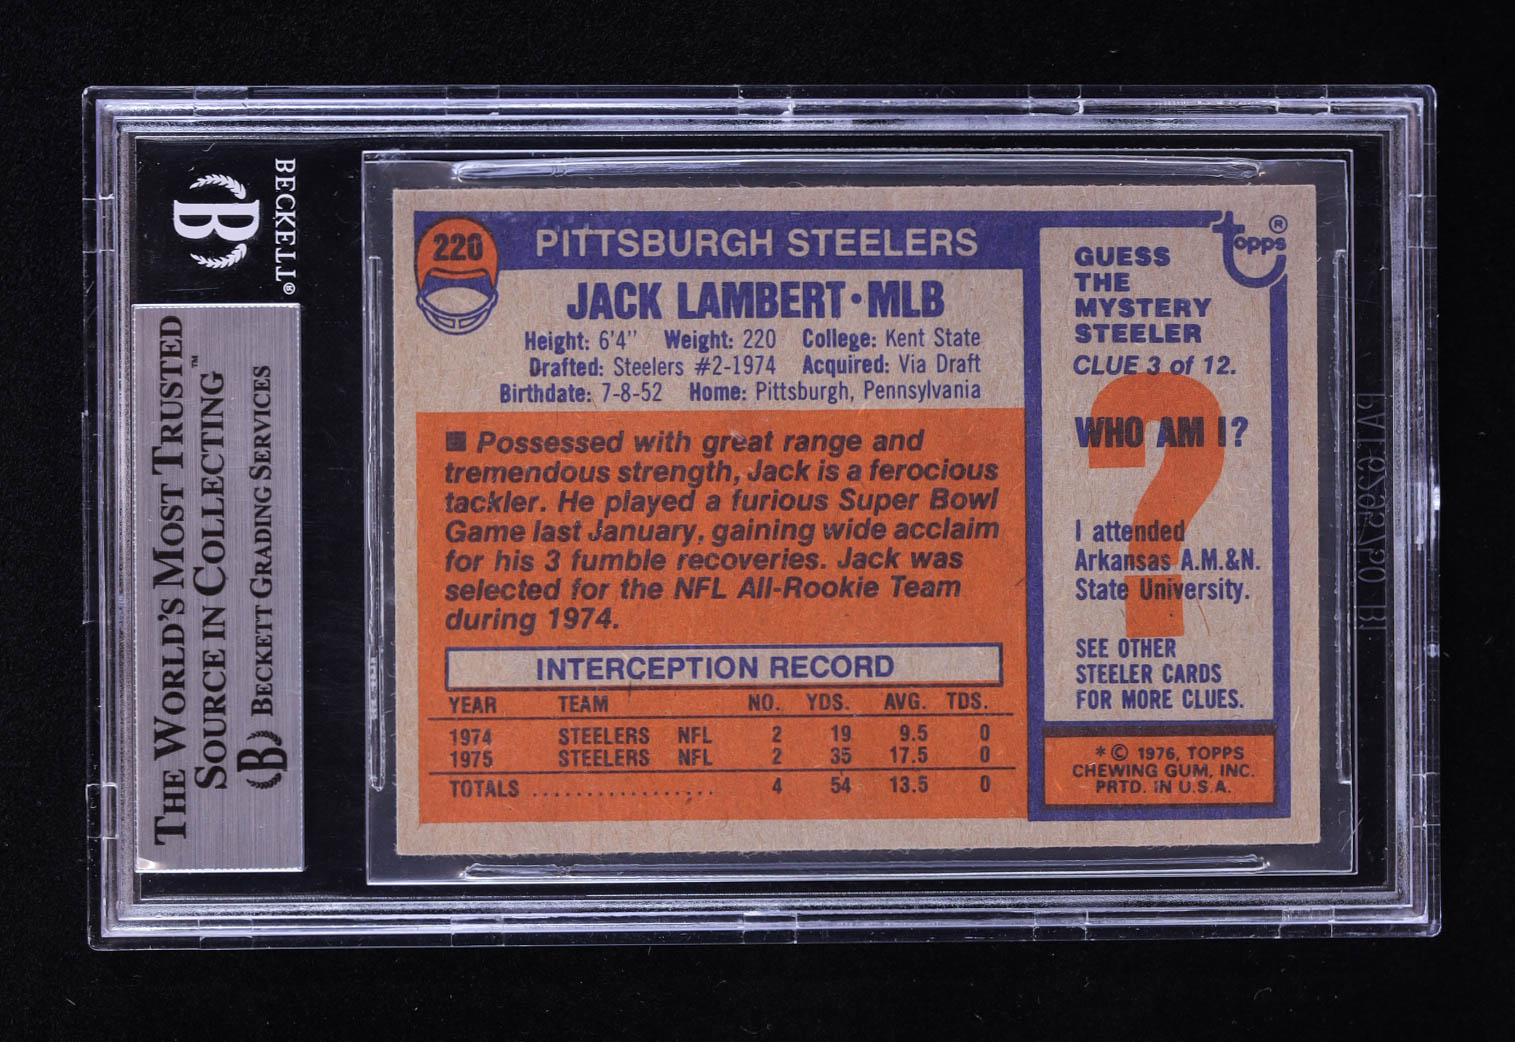 BECKETT®
B
THE WORLD'S MOST TRUSTED™
SOURCE IN COLLECTING
B BECKETT GRADING SERVICES
220
PITTSBURGH STEELERS
JACK LAMBERT • MLB
Height: 6'4" Weight: 220 College: Kent State
Drafted: Steelers #2-1974 Acquired: Via Draft
Birthdate: 7-8-52 Home: Pittsburgh, Pennsylvania
■ Possessed with great range and
tremendous strength, Jack is a ferocious
tackler. He played a furious Super Bowl
Game last January, gaining wide acclaim
for his 3 fumble recoveries. Jack was
selected for the NFL All-Rookie Team
during 1974.
INTERCEPTION RECORD
YEAR TEAM NO. YDS. AVG. TDS.
1974 STEELERS NFL 2 19 9.5 0
1975 STEELERS NFL 2 35 17.5 0
TOTALS ................ 4 54 13.5 0
topps®
GUESS
THE
MYSTERY
STEELER
CLUE 3 of 12.
?
WHO AM I?
I attended
Arkansas A.M.&N.
State University.
SEE OTHER
STEELER CARDS
FOR MORE CLUES.
*© 1976, TOPPS
CHEWING GUM, INC.
PRTD. IN U.S.A.